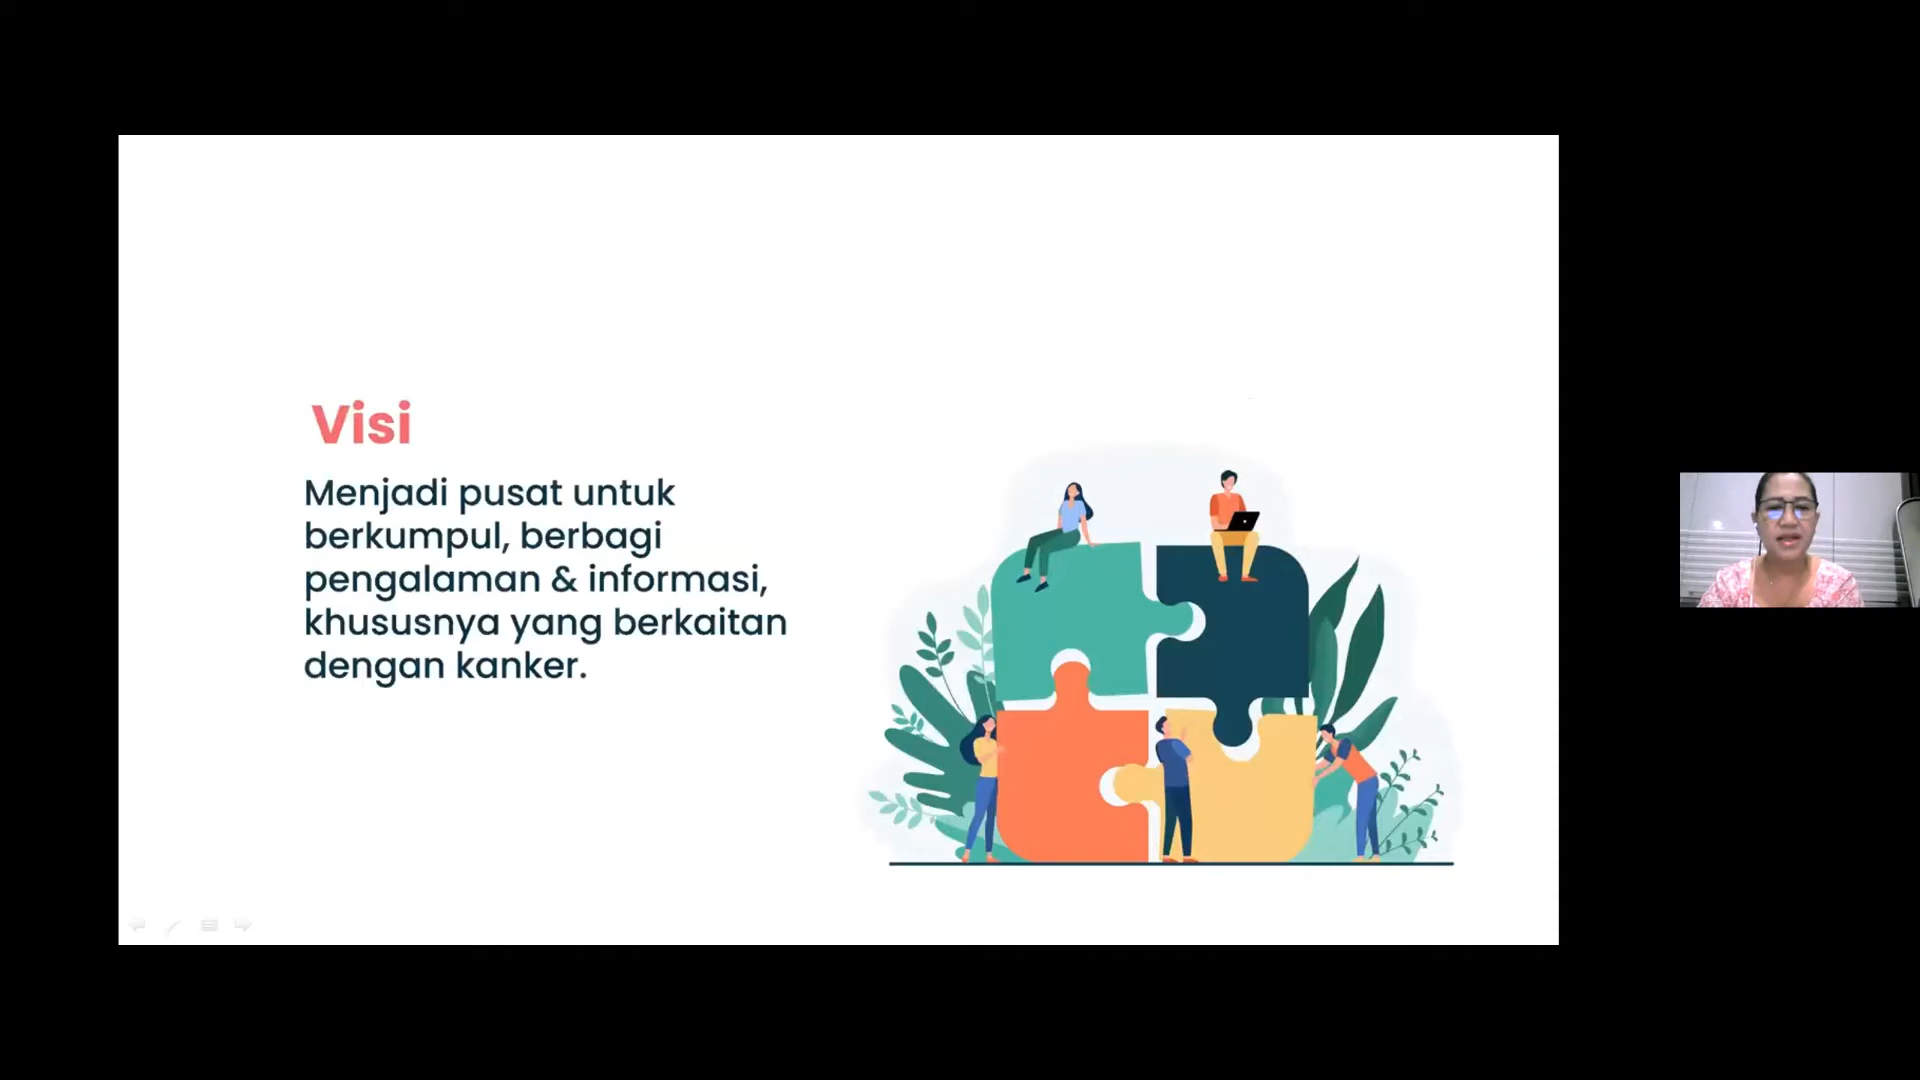 Visi
Menjadi pusat untuk
berkumpul, berbagi
pengalaman & informasi,
khususnya yang berkaitan
dengan kanker.